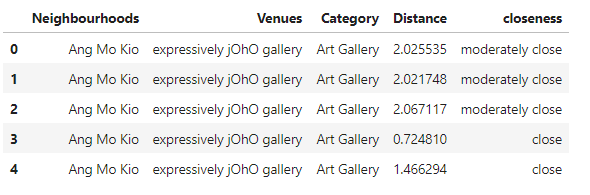 Neighbourhoods Venues Category Distance closeness
0 Ang Mo Kio expressively jOhO gallery Art Gallery 2.025535 moderately close
1 Ang Mo Kio expressively jOhO gallery Art Gallery 2.021748 moderately close
2 Ang Mo Kio expressively jOhO gallery Art Gallery 2.067117 moderately close
3 Ang Mo Kio expressively jOhO gallery Art Gallery 0.724810 close
4 Ang Mo Kio expressively jOhO gallery Art Gallery 1.466294 close